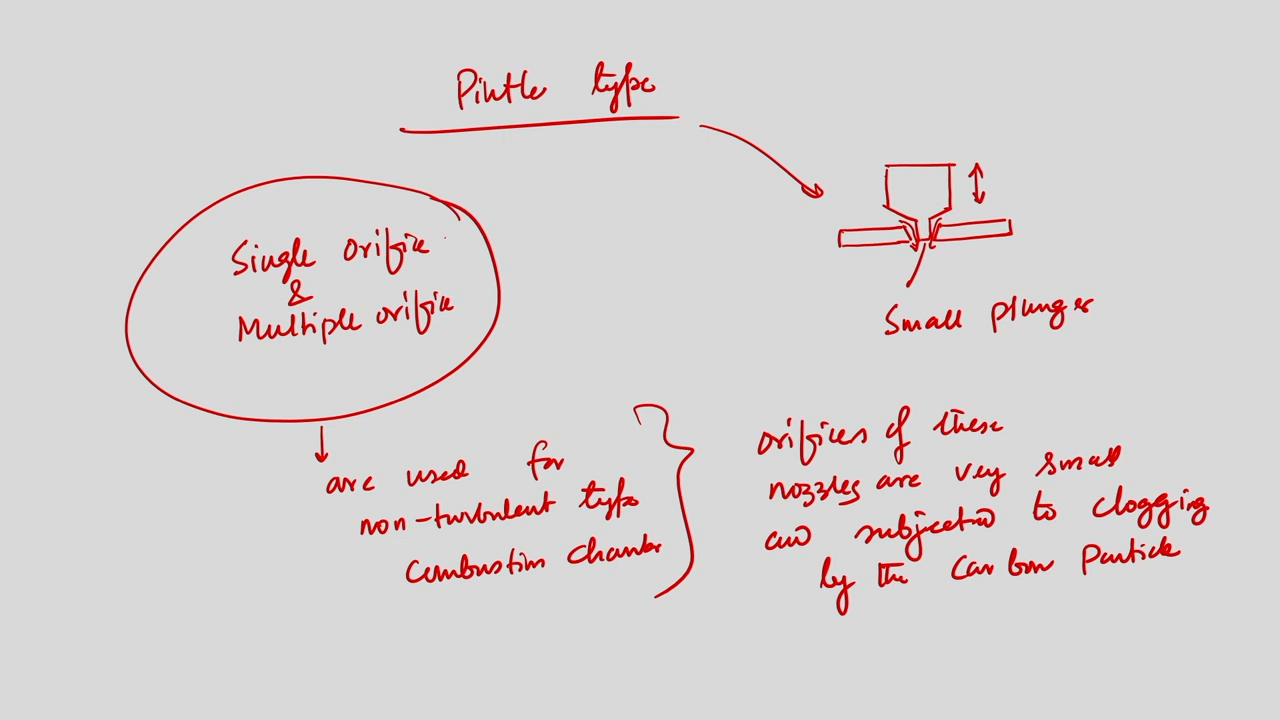 Pintle type
Single orifice
&
Multiple orifice
Small plunger
are used for
non-turbulent type
combustion chamber
orifices of these
nozzles are very small
and subjected to clogging
by the carbon particle